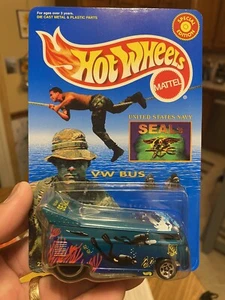 For ages over 3 years.
DIE CAST METAL & PLASTIC PARTS
SPECIAL
EDITION
Hot Wheels
MATTEL
UNITED STATES NAVY
SEAL
VW BUS